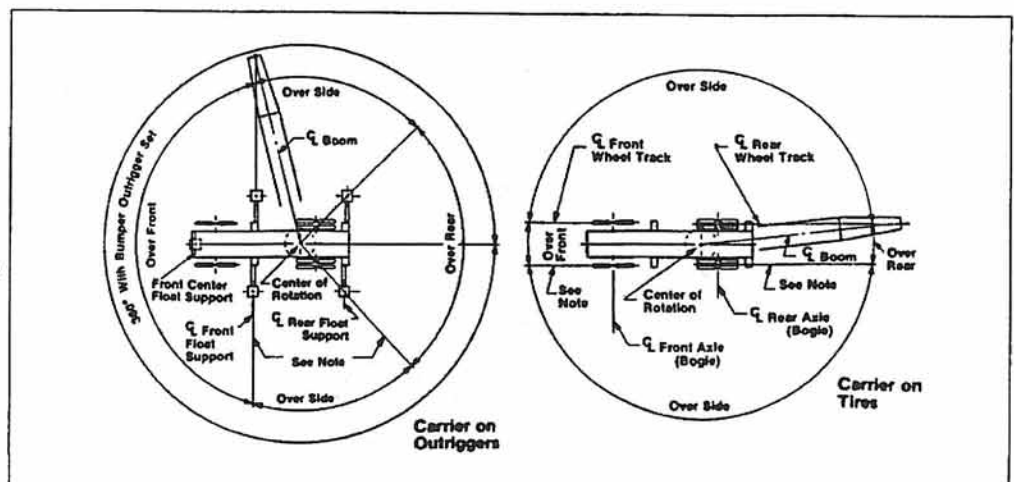 360° With Bumper Outrigger Set
Over Front
Over Side
℄ Boom
Over Rear
Front Center
Float Support
Center of
Rotation
℄ Front
Float
Support
℄ Rear Float
Support
See Note
Over Side
Carrier on
Outriggers
Over Side
℄ Front
Wheel Track
℄ Rear
Wheel Track
Over
Front
℄ Boom
Over
Rear
See
Note
Center of
Rotation
See Note
℄ Rear Axle
(Bogie)
℄ Front Axle
(Bogie)
Over Side
Carrier on
Tires